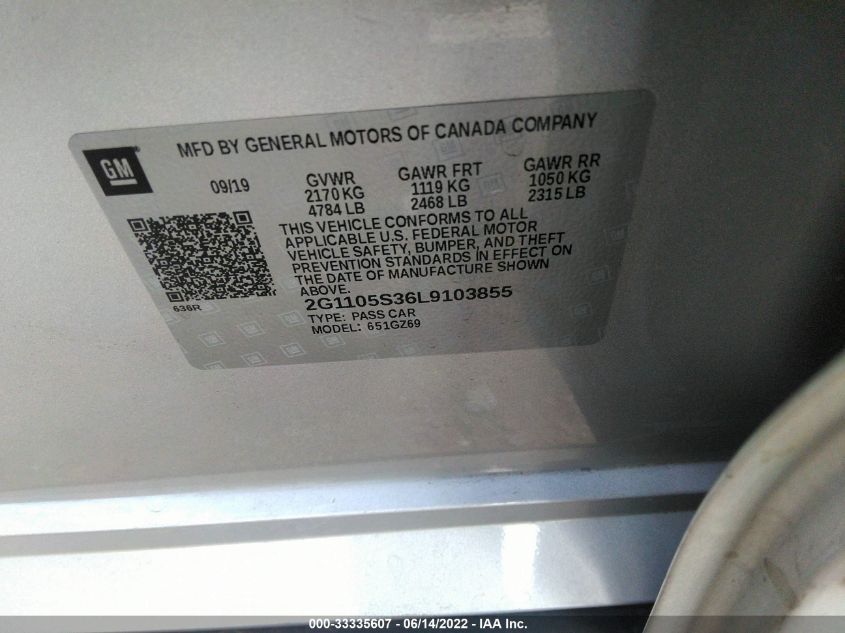 GM
MFD BY GENERAL MOTORS OF CANADA COMPANY
09/19 GVWR GAWR FRT GAWR RR
2170 KG 1119 KG 1050 KG
4784 LB 2468 LB 2315 LB
THIS VEHICLE CONFORMS TO ALL
APPLICABLE U.S. FEDERAL MOTOR
VEHICLE SAFETY, BUMPER, AND THEFT
PREVENTION STANDARDS IN EFFECT ON
THE DATE OF MANUFACTURE SHOWN
ABOVE.
636R
2G1105S36L9103855
TYPE: PASS CAR
MODEL: 651GZ69
000-33335607 - 06/14/2022 - IAA Inc.